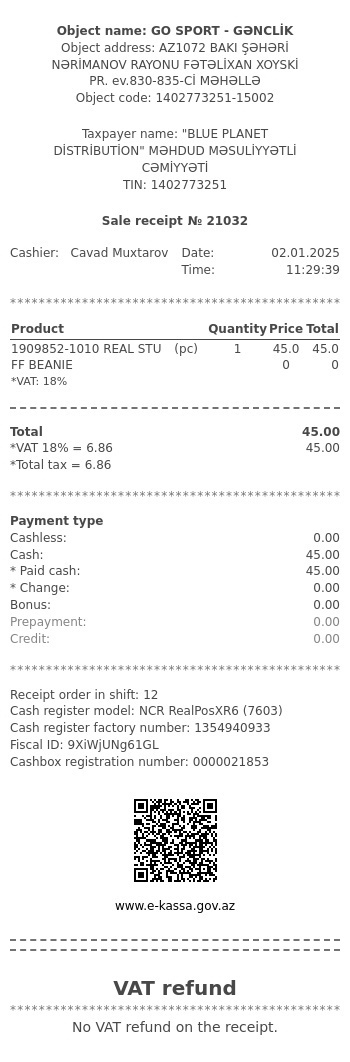 Object name: GO SPORT - GƏNCLİK
Object address: AZ1072 BAKI ŞƏHƏRİ
NƏRİMANOV RAYONU FƏTƏLİXAN XOYSKİ
PR. ev.830-835-Cİ MƏHƏLLƏ
Object code: 1402773251-15002
Taxpayer name: "BLUE PLANET
DİSTRİBUTİON" MƏHDUD MƏSULİYYƏTLİ
CƏMİYYƏTİ
TIN: 1402773251
Sale receipt № 21032
Cashier: Cavad Muxtarov Date: 02.01.2025
Time: 11:29:39
********************************************
Product Quantity Price Total
1909852-1010 REAL STU (pc) 1 45.0 45.0
FF BEANIE 0 0
*VAT: 18%
Total 45.00
*VAT 18% = 6.86 45.00
*Total tax = 6.86
********************************************
Payment type
Cashless: 0.00
Cash: 45.00
* Paid cash: 45.00
* Change: 0.00
Bonus: 0.00
Prepayment: 0.00
Credit: 0.00
********************************************
Receipt order in shift: 12
Cash register model: NCR RealPosXR6 (7603)
Cash register factory number: 1354940933
Fiscal ID: 9XiWjUNg61GL
Cashbox registration number: 0000021853
www.e-kassa.gov.az
VAT refund
********************************************
No VAT refund on the receipt.